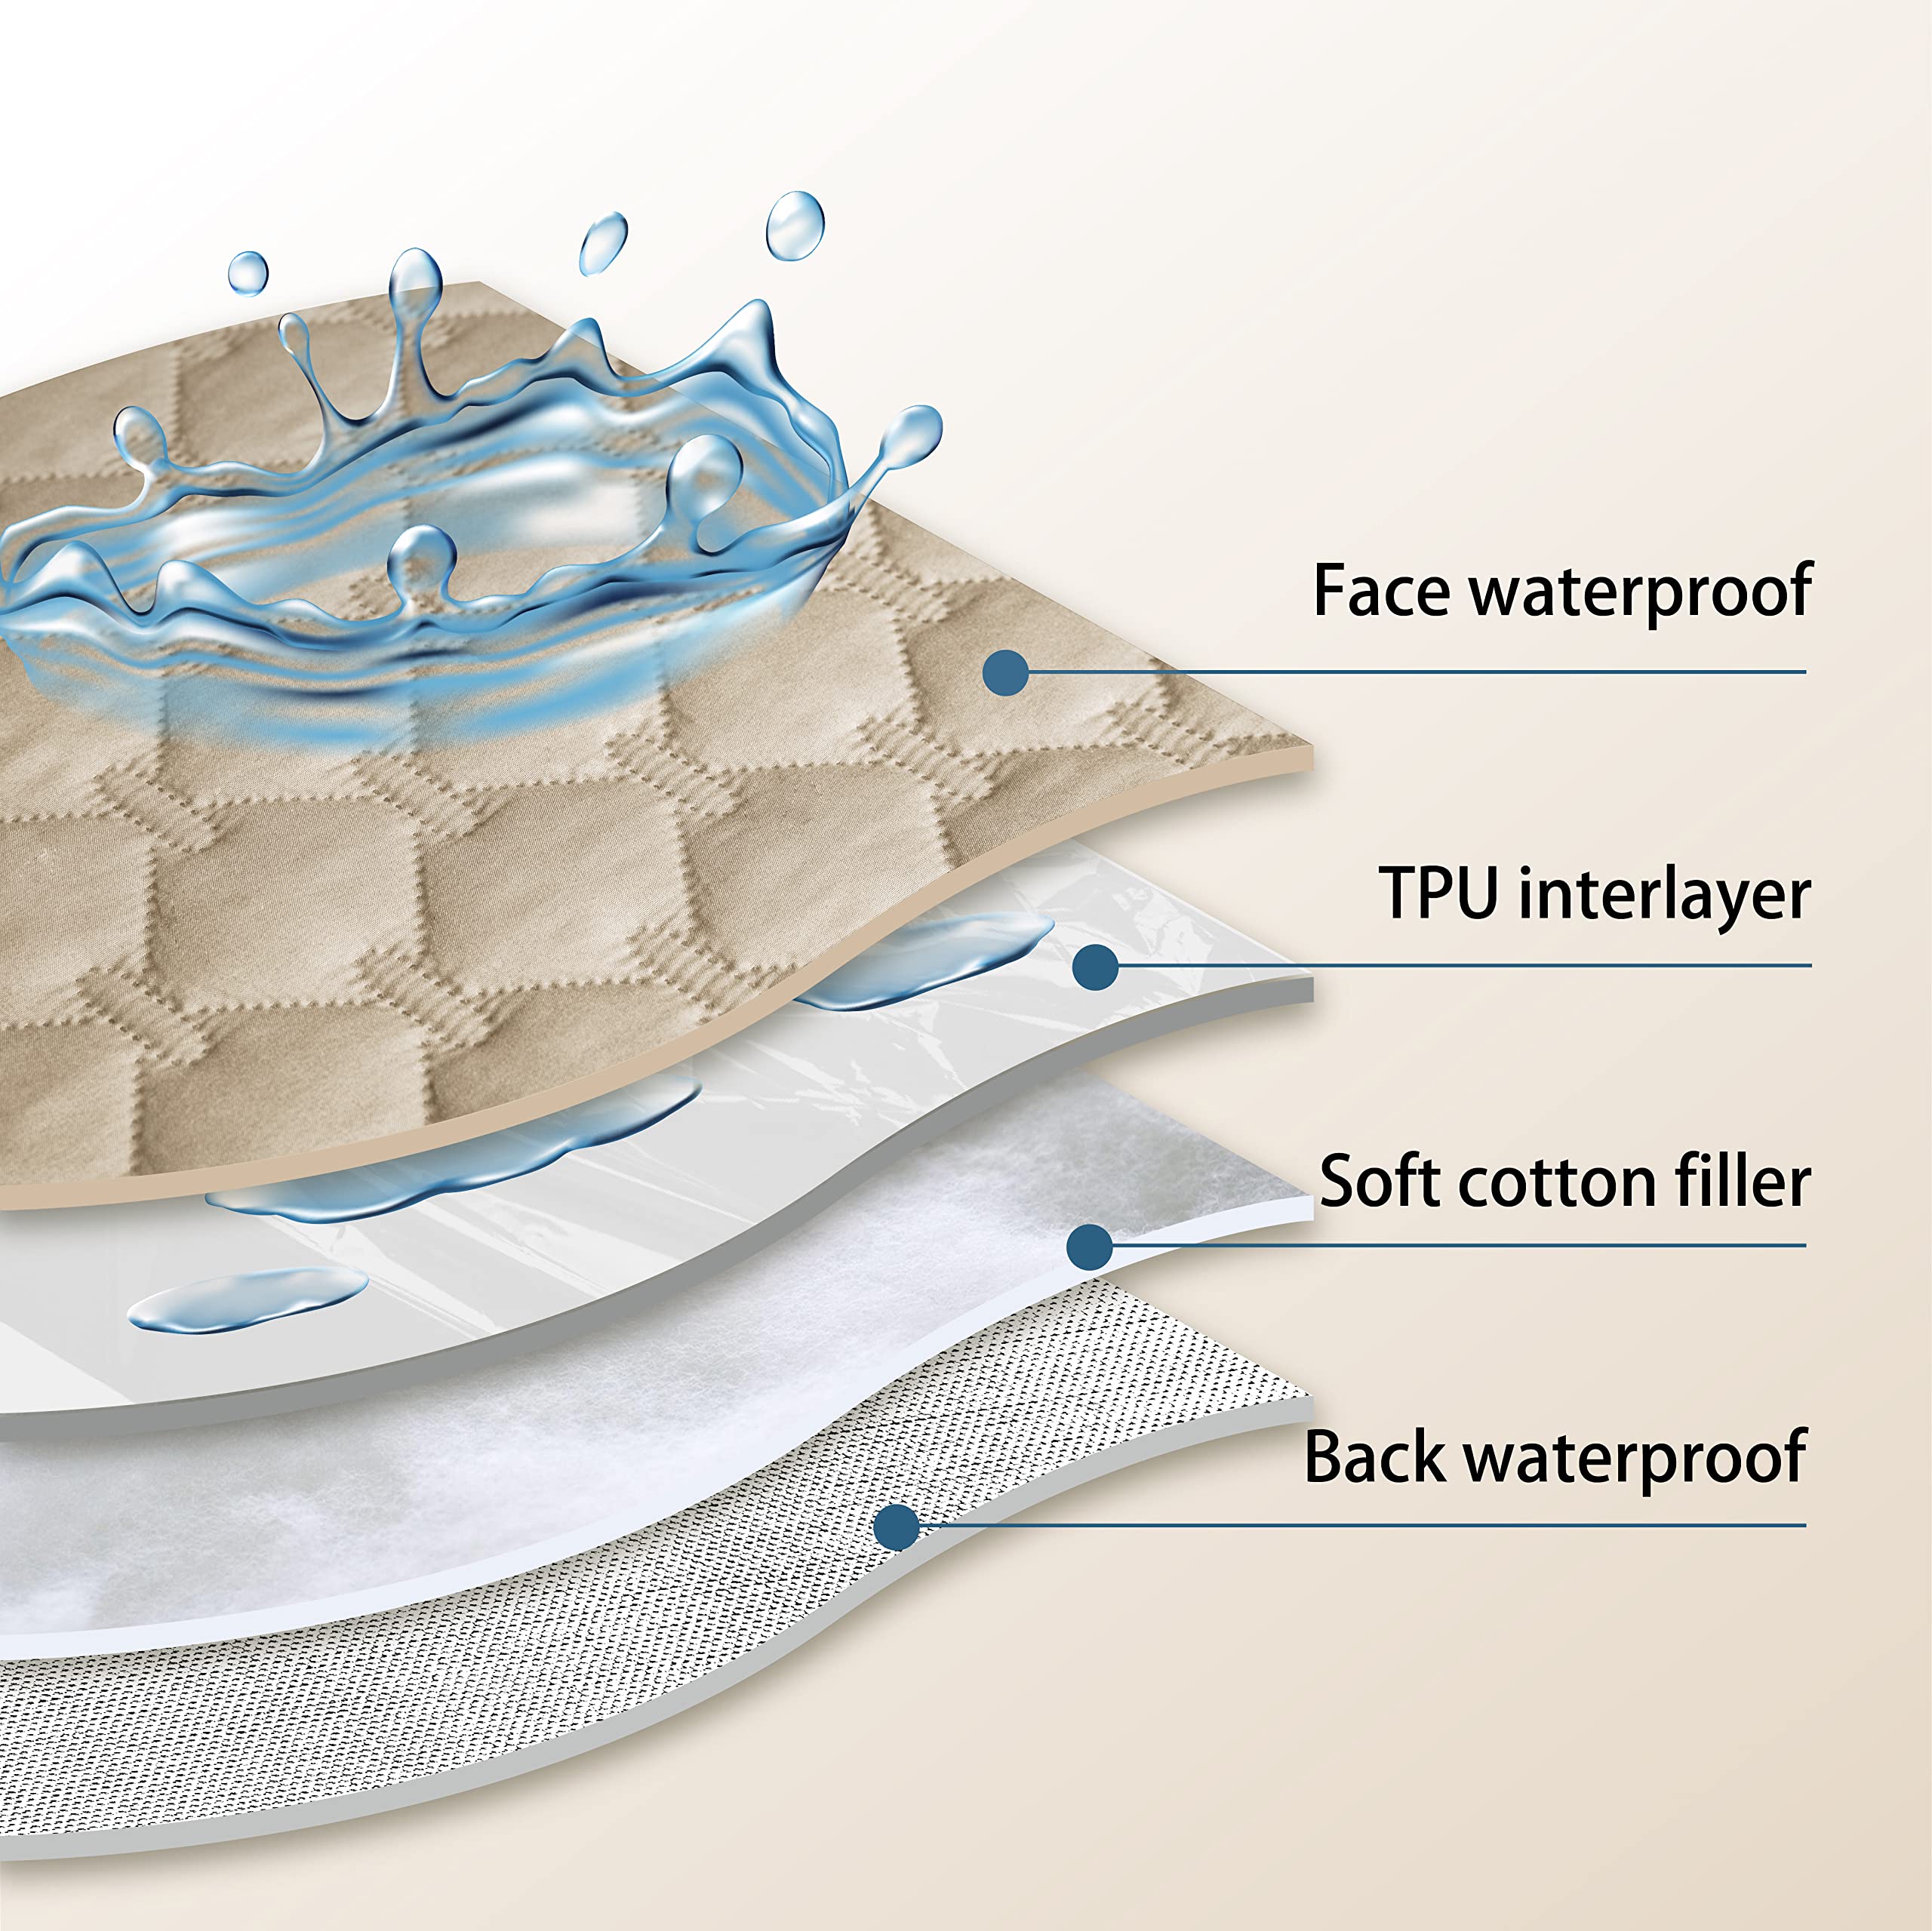 Face waterproof
TPU interlayer
Soft cotton filler
Back waterproof